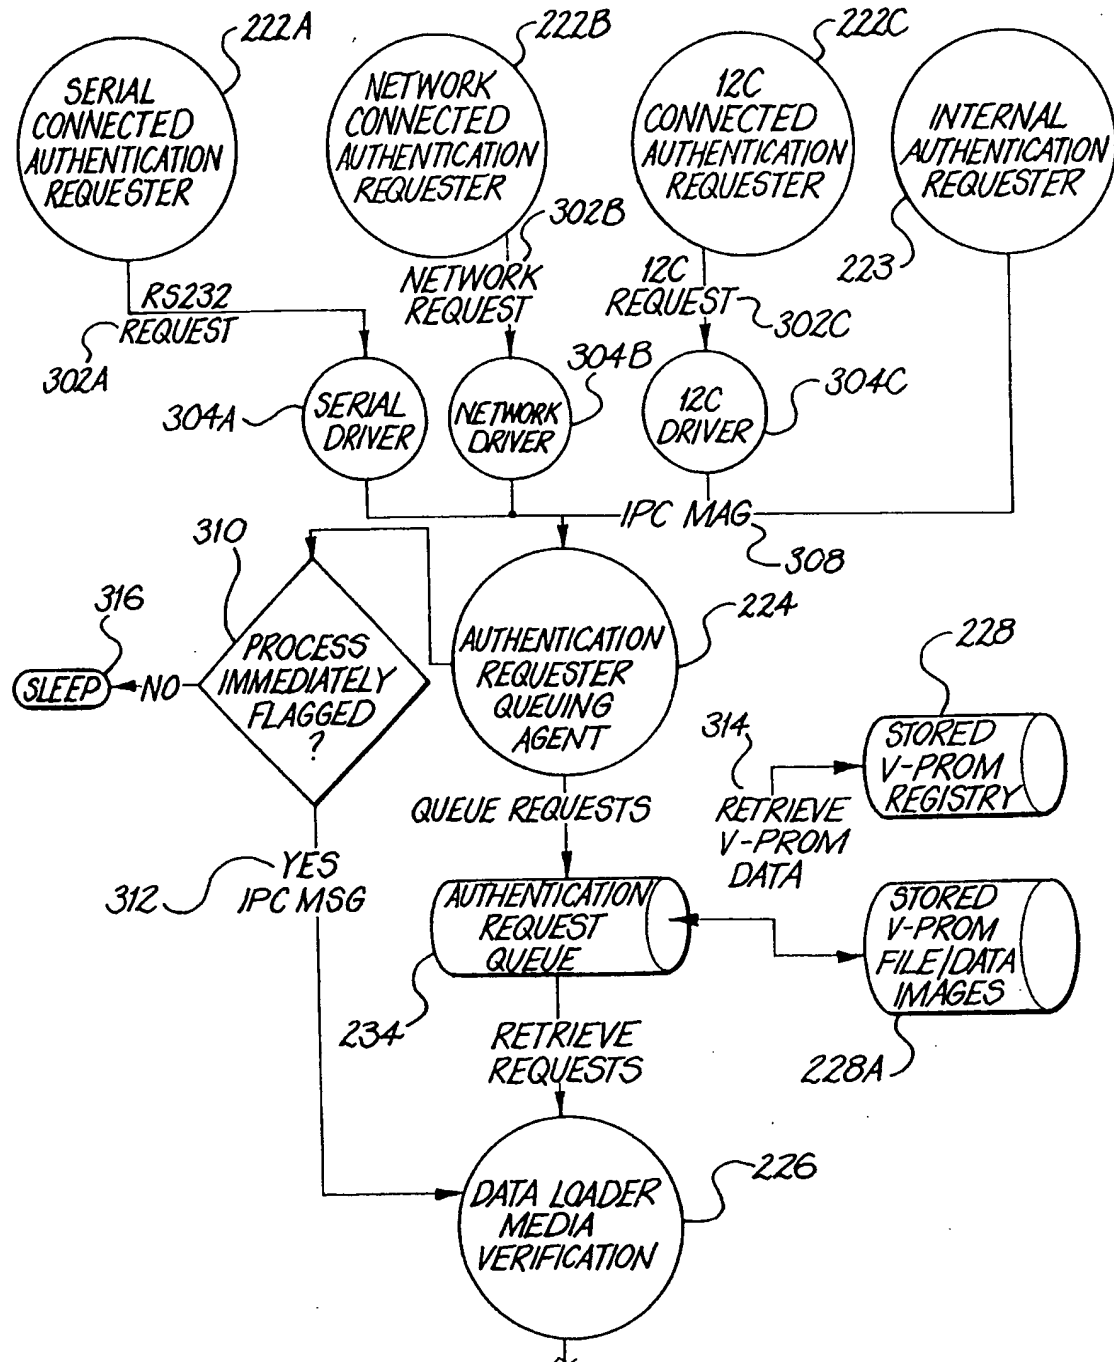 222A
222B
222C
SERIAL
CONNECTED
AUTHENTICATION
REQUESTER
NETWORK
CONNECTED
AUTHENTICATION
REQUESTER
12C
CONNECTED
AUTHENTICATION
REQUESTER
INTERNAL
AUTHENTICATION
REQUESTER
223
RS232
REQUEST
302A
302B
NETWORK
REQUEST
12C
REQUEST
302C
304A
SERIAL
DRIVER
304B
NETWORK
DRIVER
304C
12C
DRIVER
IPC MAG
308
310
316
SLEEP
NO
PROCESS
IMMEDIATELY
FLAGGED
?
AUTHENTICATION
REQUESTER
QUEUING
AGENT
224
228
STORED
V-PROM
REGISTRY
314
RETRIEVE
V-PROM
DATA
QUEUE REQUESTS
312
YES
IPC MSG
AUTHENTICATION
REQUEST
QUEUE
234
STORED
V-PROM
FILE/DATA
IMAGES
228A
RETRIEVE
REQUESTS
DATA LOADER
MEDIA
VERIFICATION
226